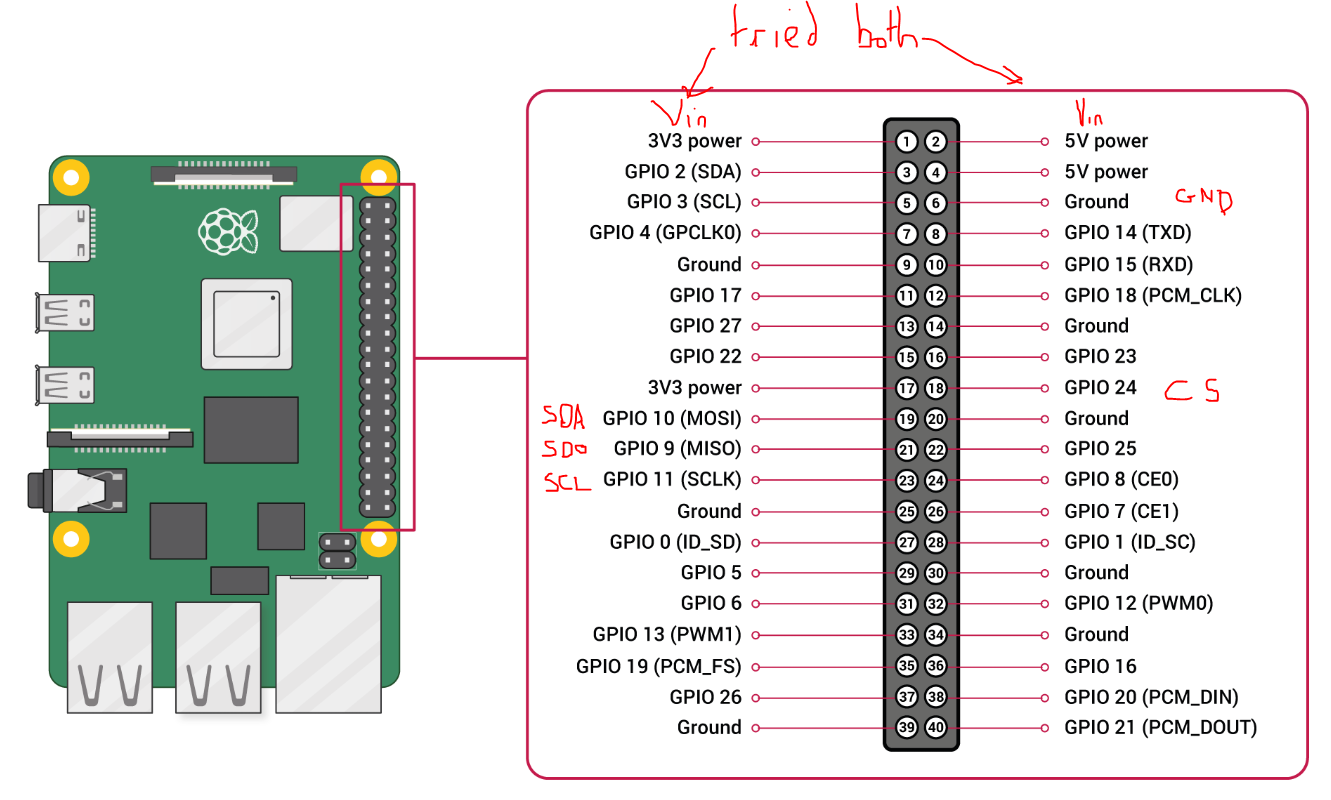 tried both
Vin Vin
3V3 power 1 2 5V power
GPIO 2 (SDA) 3 4 5V power
GPIO 3 (SCL) 5 6 Ground GND
GPIO 4 (GPCLK0) 7 8 GPIO 14 (TXD)
Ground 9 10 GPIO 15 (RXD)
GPIO 17 11 12 GPIO 18 (PCM_CLK)
GPIO 27 13 14 Ground
GPIO 22 15 16 GPIO 23
3V3 power 17 18 GPIO 24 CS
SDA GPIO 10 (MOSI) 19 20 Ground
SDO GPIO 9 (MISO) 21 22 GPIO 25
SCL GPIO 11 (SCLK) 23 24 GPIO 8 (CE0)
Ground 25 26 GPIO 7 (CE1)
GPIO 0 (ID_SD) 27 28 GPIO 1 (ID_SC)
GPIO 5 29 30 Ground
GPIO 6 31 32 GPIO 12 (PWM0)
GPIO 13 (PWM1) 33 34 Ground
GPIO 19 (PCM_FS) 35 36 GPIO 16
GPIO 26 37 38 GPIO 20 (PCM_DIN)
Ground 39 40 GPIO 21 (PCM_DOUT)